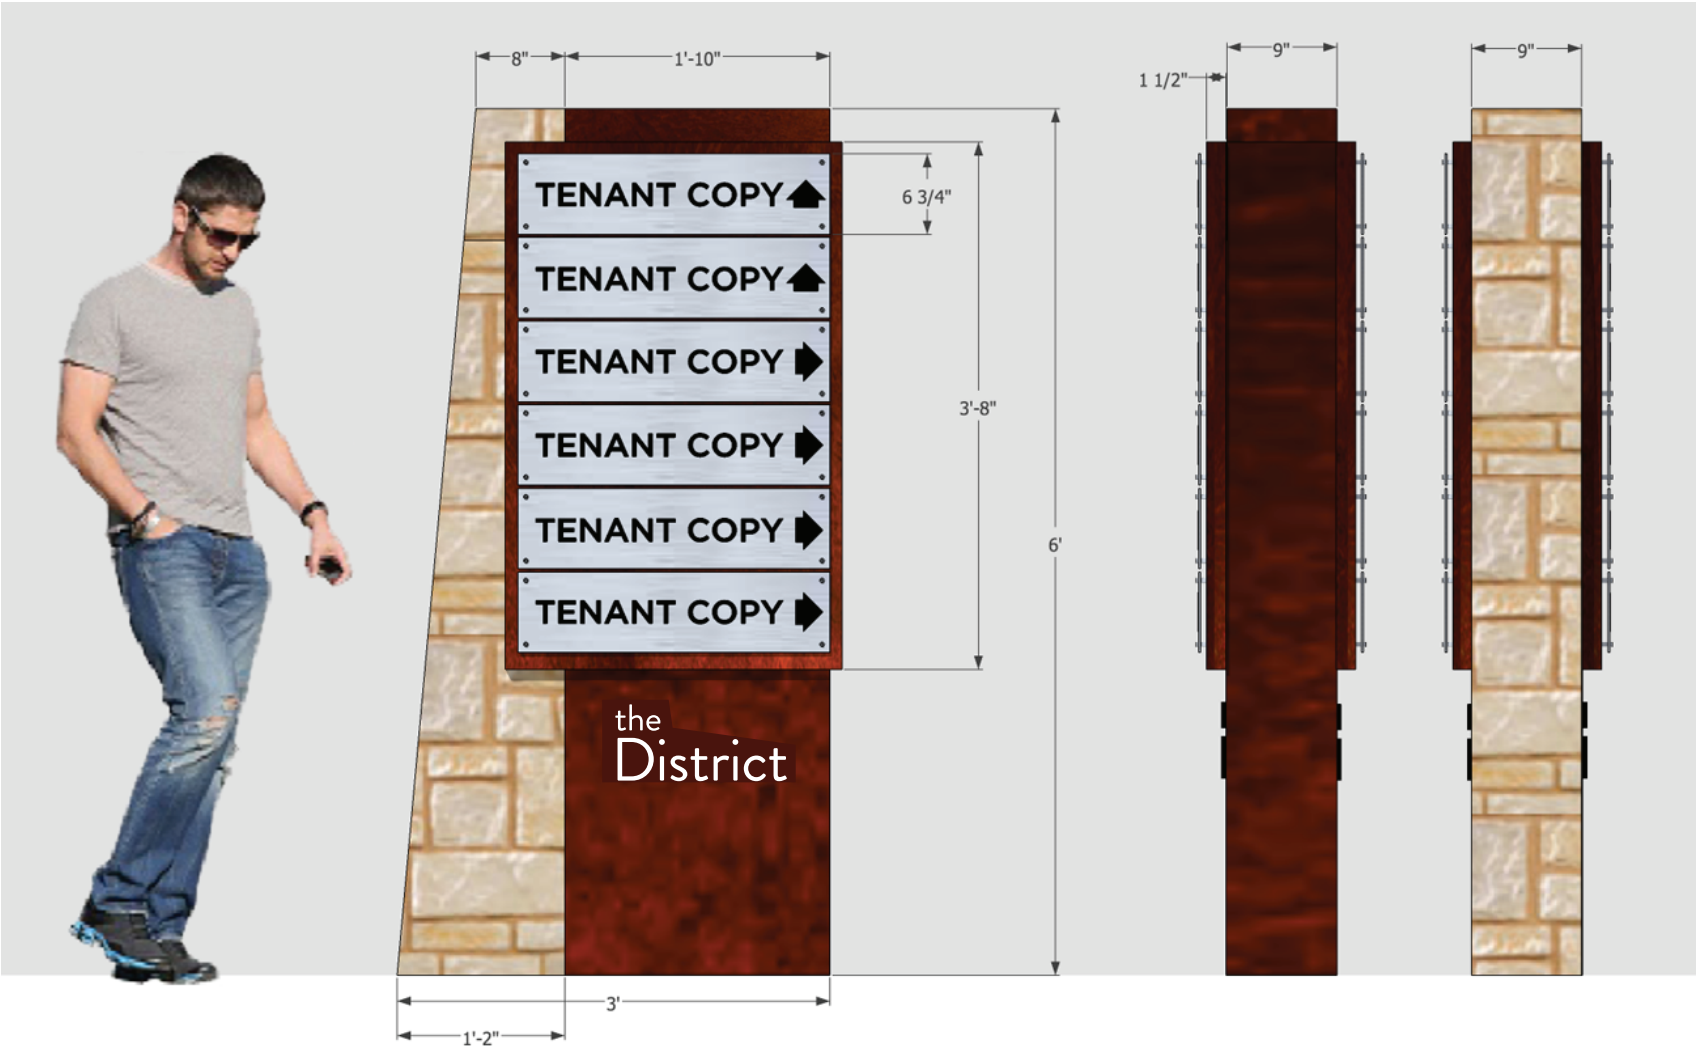 8"
1'-10"
9"
9"
1 1/2"
TENANT COPY
6 3/4"
TENANT COPY
TENANT COPY
3'-8"
TENANT COPY
TENANT COPY
6'
TENANT COPY
the
District
3'
1'-2"